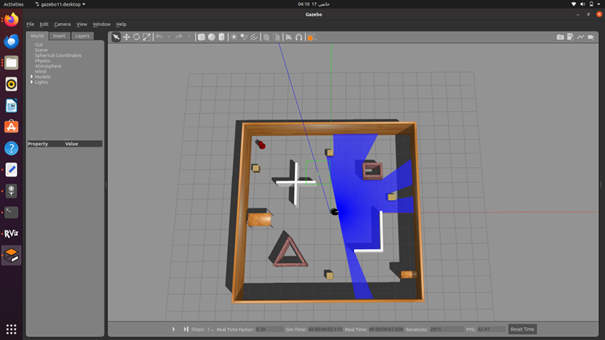 Activities
gazebo11.desktop
04:10 17
Gazebo
File Edit Camera View Window Help
World Insert Layers
GUI
Scene
Spherical Coordinates
Physics
Atmosphere
Wind
Models
Lights
Property Value
RViz
Steps: Real Time Factor: Sim Time: Real Time: Iterations: FPS: Reset Time